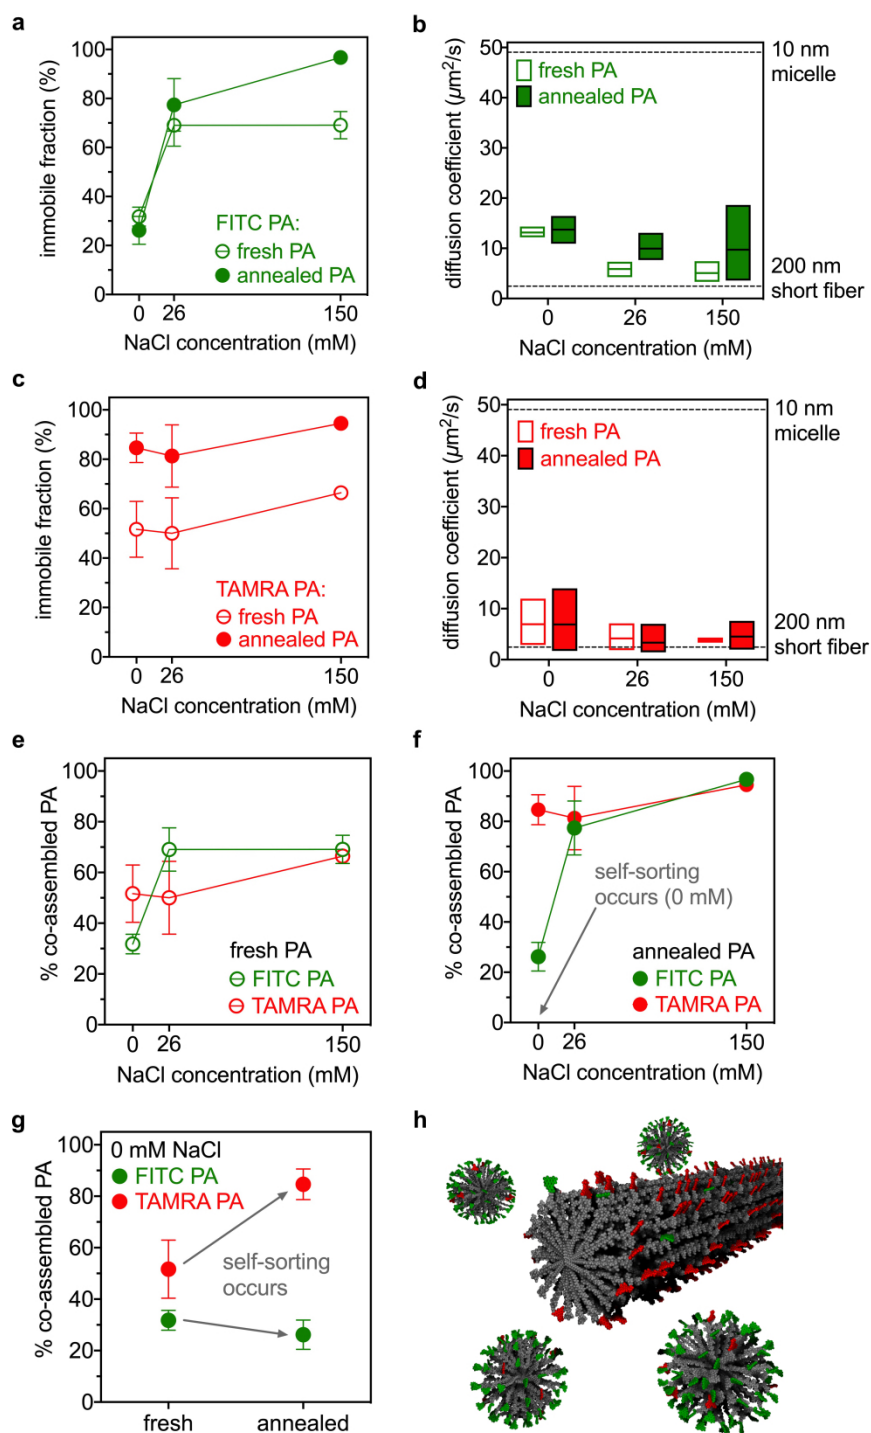 a
immobile fraction (%)
100
80
60
40
20
0
FITC PA:
fresh PA
annealed PA
0
26
150
NaCl concentration (mM)
b
diffusion coefficient (μm²/s)
50
40
30
20
10
0
fresh PA
annealed PA
10 nm
micelle
200 nm
short fiber
0
26
150
NaCl concentration (mM)
c
immobile fraction (%)
100
80
60
40
20
0
TAMRA PA:
fresh PA
annealed PA
0
26
150
NaCl concentration (mM)
d
diffusion coefficient (μm²/s)
50
40
30
20
10
0
fresh PA
annealed PA
10 nm
micelle
200 nm
short fiber
0
26
150
NaCl concentration (mM)
e
% co-assembled PA
100
80
60
40
20
0
fresh PA
FITC PA
TAMRA PA
0
26
150
NaCl concentration (mM)
f
% co-assembled PA
100
80
60
40
20
0
self-sorting
occurs (0 mM)
annealed PA
FITC PA
TAMRA PA
0
26
150
NaCl concentration (mM)
g
% co-assembled PA
100
80
60
40
20
0
0 mM NaCl
FITC PA
TAMRA PA
self-sorting
occurs
fresh
annealed
h